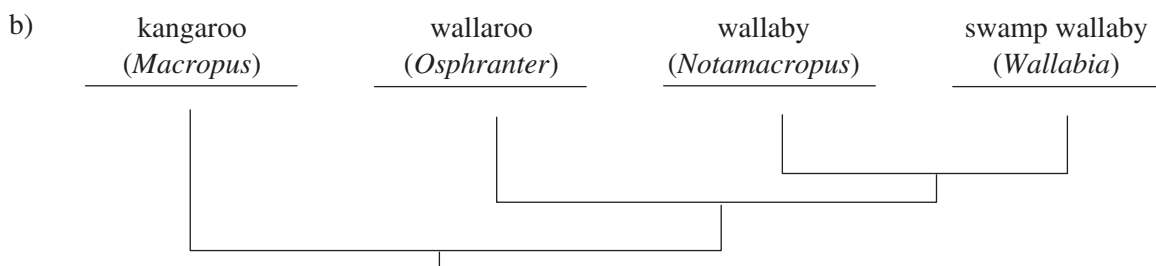 b) kangaroo wallaroo wallaby swamp wallaby
(Macropus) (Osphranter) (Notamacropus) (Wallabia)